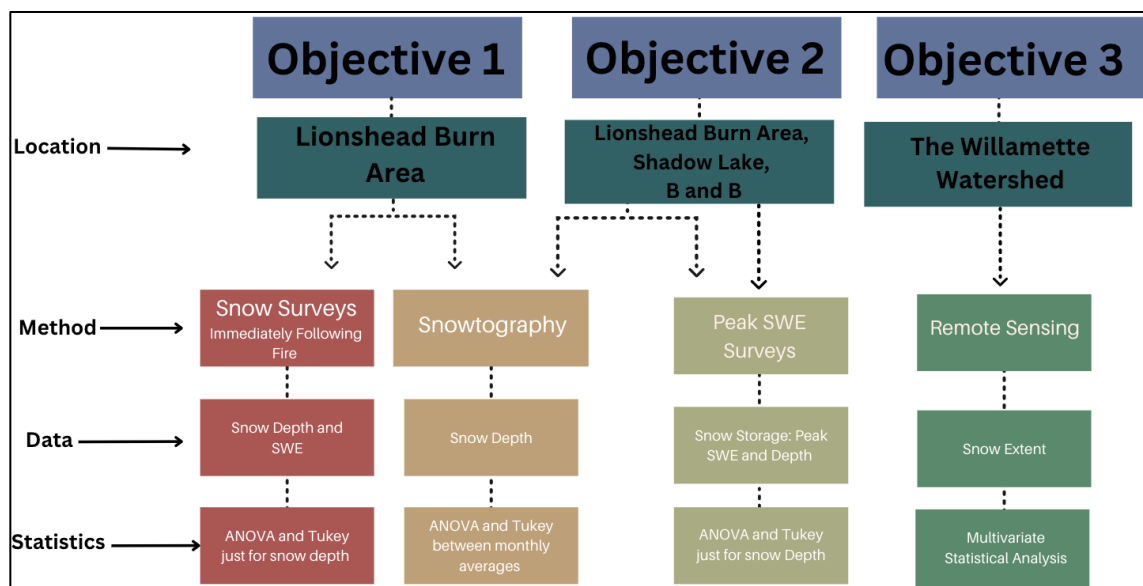 Objective 1
Objective 2
Objective 3
Location
Lionshead Burn
Area
Lionshead Burn Area,
Shadow Lake,
B and B
The Willamette
Watershed
Method
Snow Surveys
Immediately Following
Fire
Snowtography
Peak SWE
Surveys
Remote Sensing
Data
Snow Depth and
SWE
Snow Depth
Snow Storage: Peak
SWE and Depth
Snow Extent
Statistics
ANOVA and Tukey
just for snow depth
ANOVA and Tukey
between monthly
averages
ANOVA and Tukey
just for snow Depth
Multivariate
Statistical Analysis